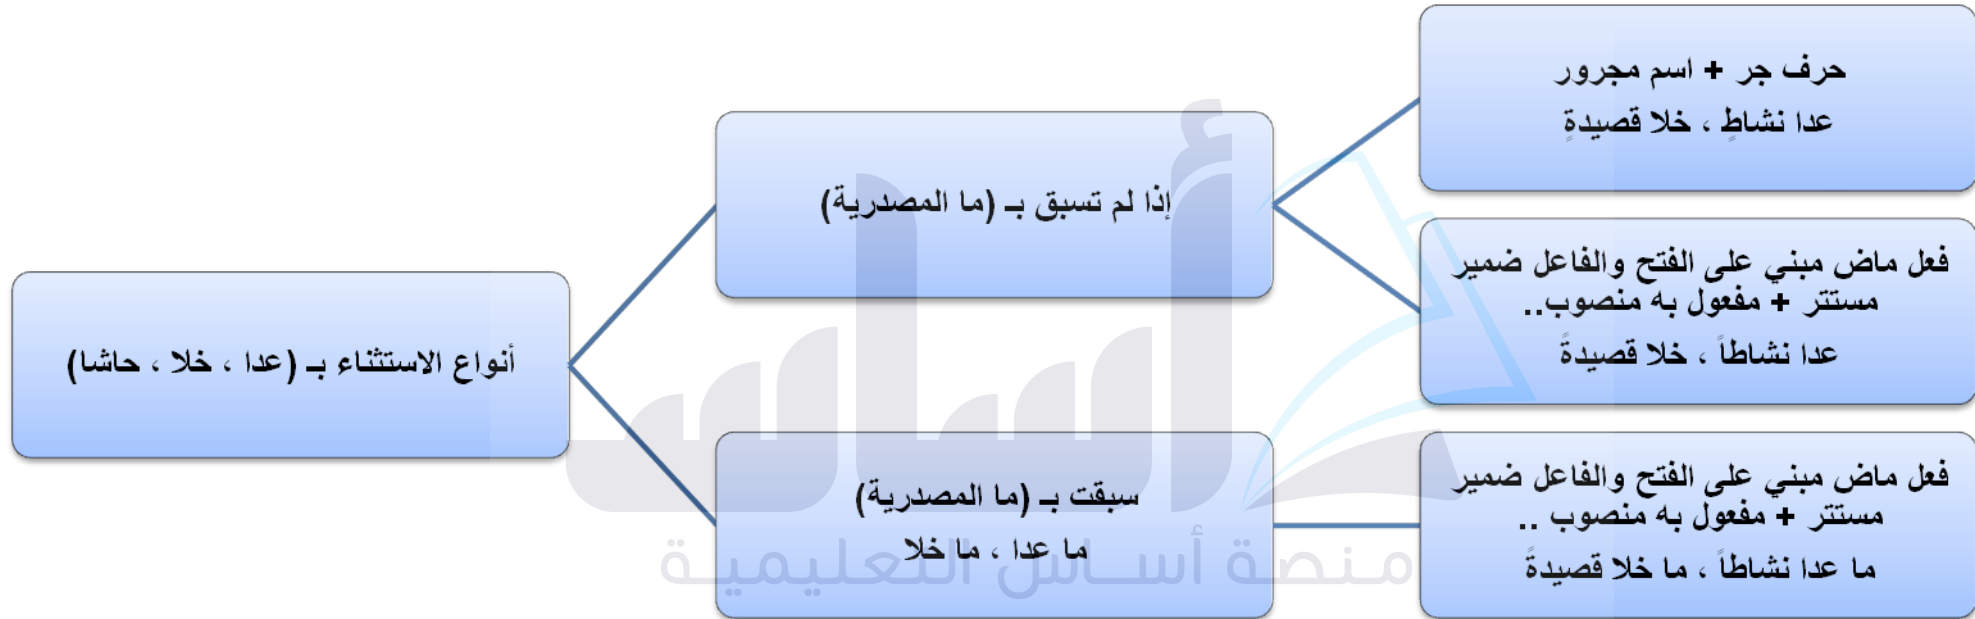 أنواع الاستثناء بـ (عدا ، خلا ، حاشا)
إذا لم تسبق بـ (ما المصدرية)
حرف جر + اسم مجرور
عدا نشاطٍ ، خلا قصيدةٍ
فعل ماض مبني على الفتح والفاعل ضمير
مستتر + مفعول به منصوب..
عدا نشاطاً ، خلا قصيدةً
سبقت بـ (ما المصدرية)
ما عدا ، ما خلا
فعل ماض مبني على الفتح والفاعل ضمير
مستتر + مفعول به منصوب ..
ما عدا نشاطاً ، ما خلا قصيدةً
أساس
منصة أساس التعليمية